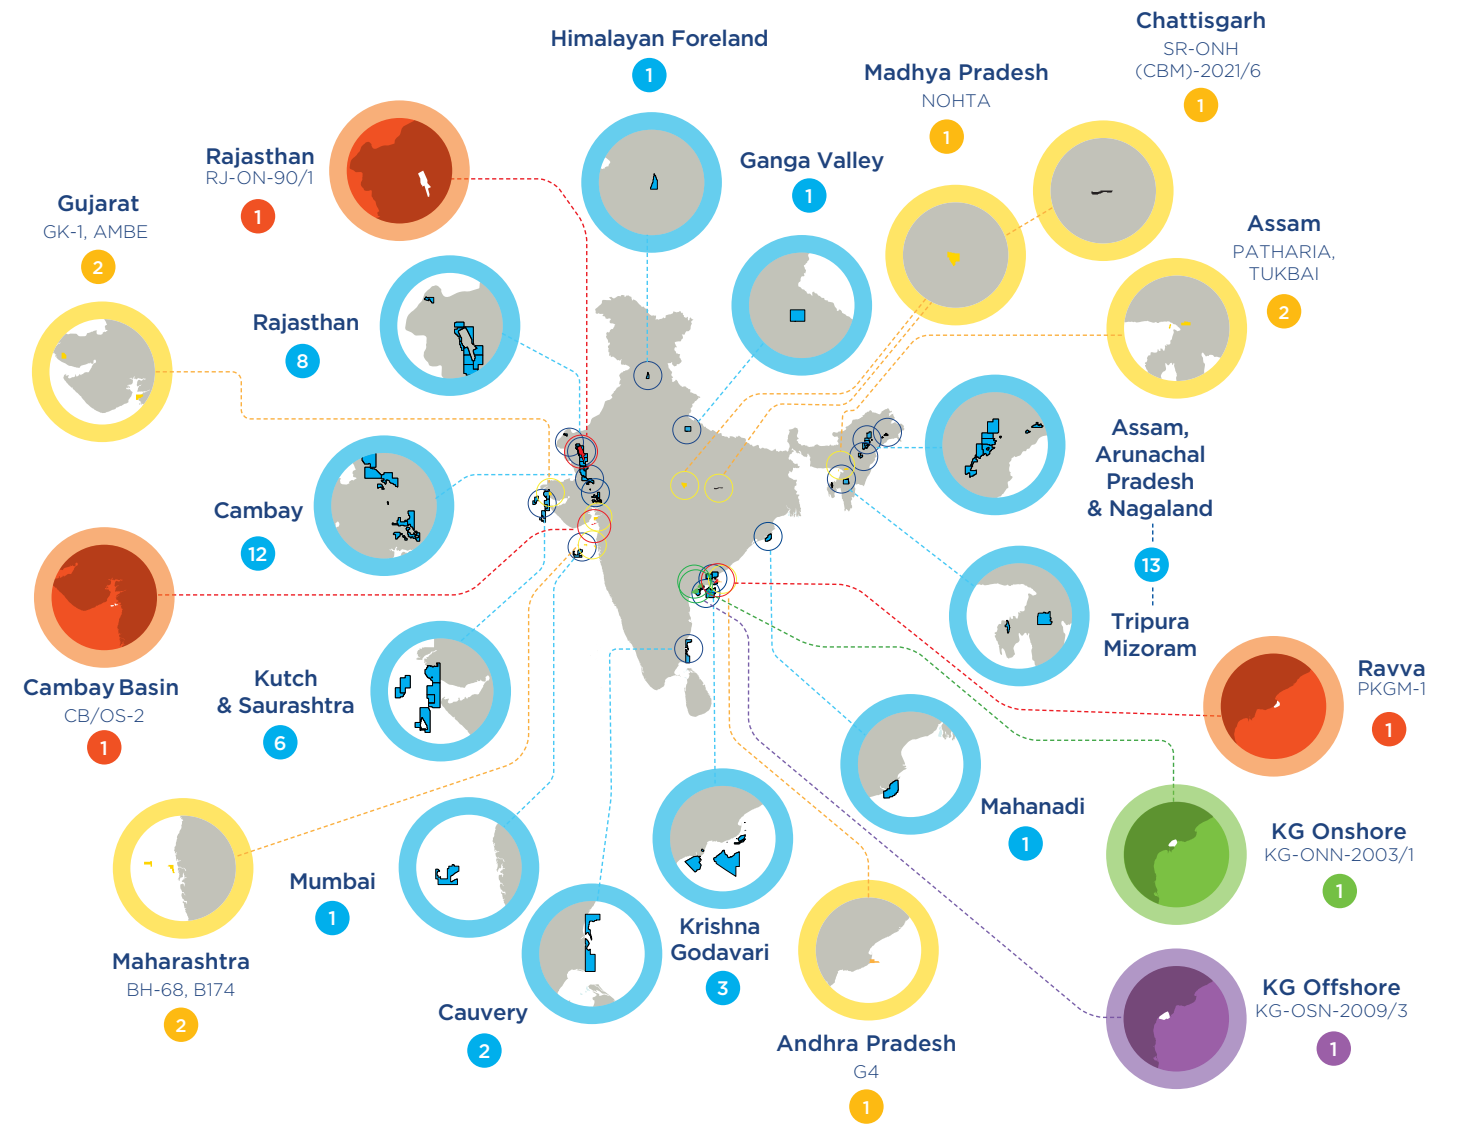 Chattisgarh
SR-ONH
(CBM)-2021/6
1
Himalayan Foreland
1
Madhya Pradesh
NOHTA
1
Rajasthan
RJ-ON-90/1
1
Ganga Valley
1
Gujarat
GK-1, AMBE
2
Assam
PATHARIA,
TUKBAI
2
Rajasthan
8
Assam,
Arunachal
Pradesh
& Nagaland
13
Tripura
Mizoram
Cambay
12
Cambay Basin
CB/OS-2
1
Kutch
& Saurashtra
6
Ravva
PKGM-1
1
Mahanadi
1
KG Onshore
KG-ONN-2003/1
1
Mumbai
1
Maharashtra
BH-68, B174
2
Krishna
Godavari
3
Cauvery
2
Andhra Pradesh
G4
1
KG Offshore
KG-OSN-2009/3
1